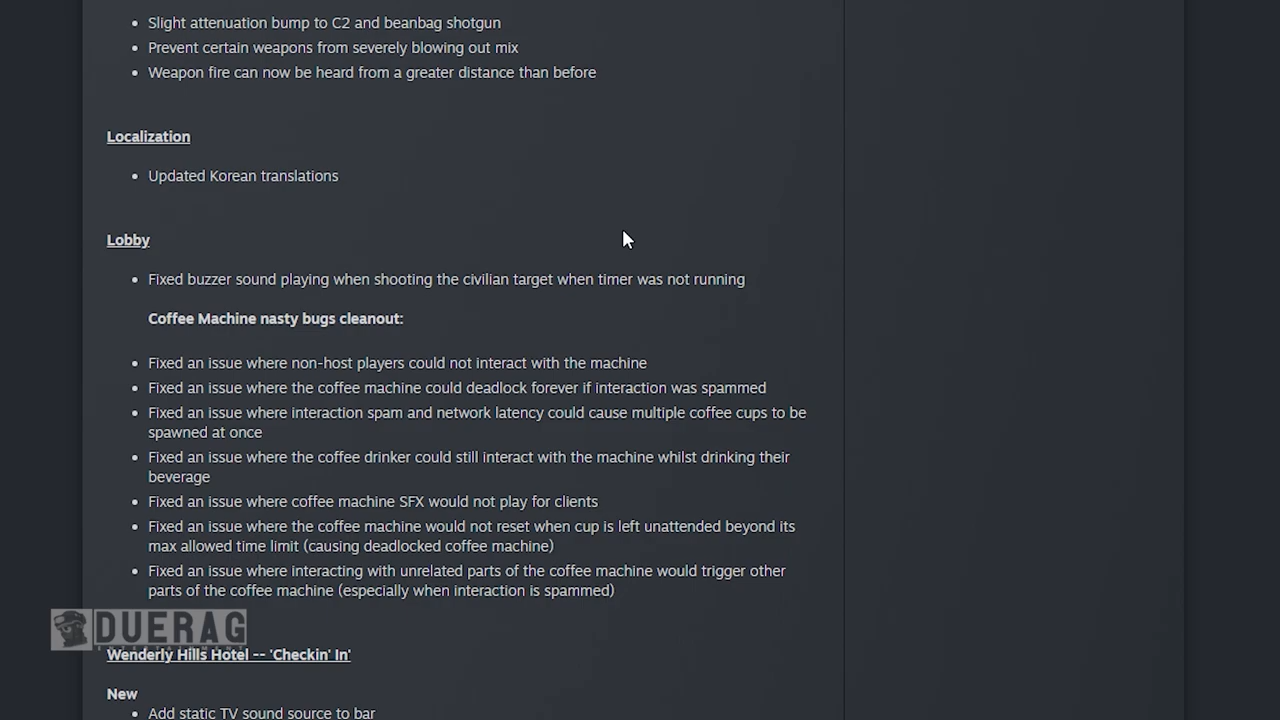 Slight attenuation bump to C2 and beanbag shotgun
Prevent certain weapons from severely blowing out mix
Weapon fire can now be heard from a greater distance than before
Localization
Updated Korean translations
Lobby
Fixed buzzer sound playing when shooting the civilian target when timer was not running
Coffee Machine nasty bugs cleanout:
Fixed an issue where non-host players could not interact with the machine
Fixed an issue where the coffee machine could deadlock forever if interaction was spammed
Fixed an issue where interaction spam and network latency could cause multiple coffee cups to be
spawned at once
Fixed an issue where the coffee drinker could still interact with the machine whilst drinking their
beverage
Fixed an issue where coffee machine SFX would not play for clients
Fixed an issue where the coffee machine would not reset when cup is left unattended beyond its
max allowed time limit (causing deadlocked coffee machine)
Fixed an issue where interacting with unrelated parts of the coffee machine would trigger other
parts of the coffee machine (especially when interaction is spammed)
DUERAG
Wenderly Hills Hotel -- 'Checkin' In'
New
Add static TV sound source to bar